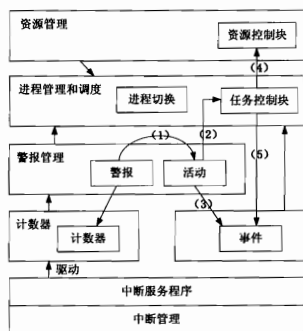 资源管理
资源控制块
(4)
进程管理和调度
进程切换
任务控制块
(1)
(2)
(5)
警报管理
警报
活动
(3)
计数器
计数器
事件
驱动
中断服务程序
中断管理